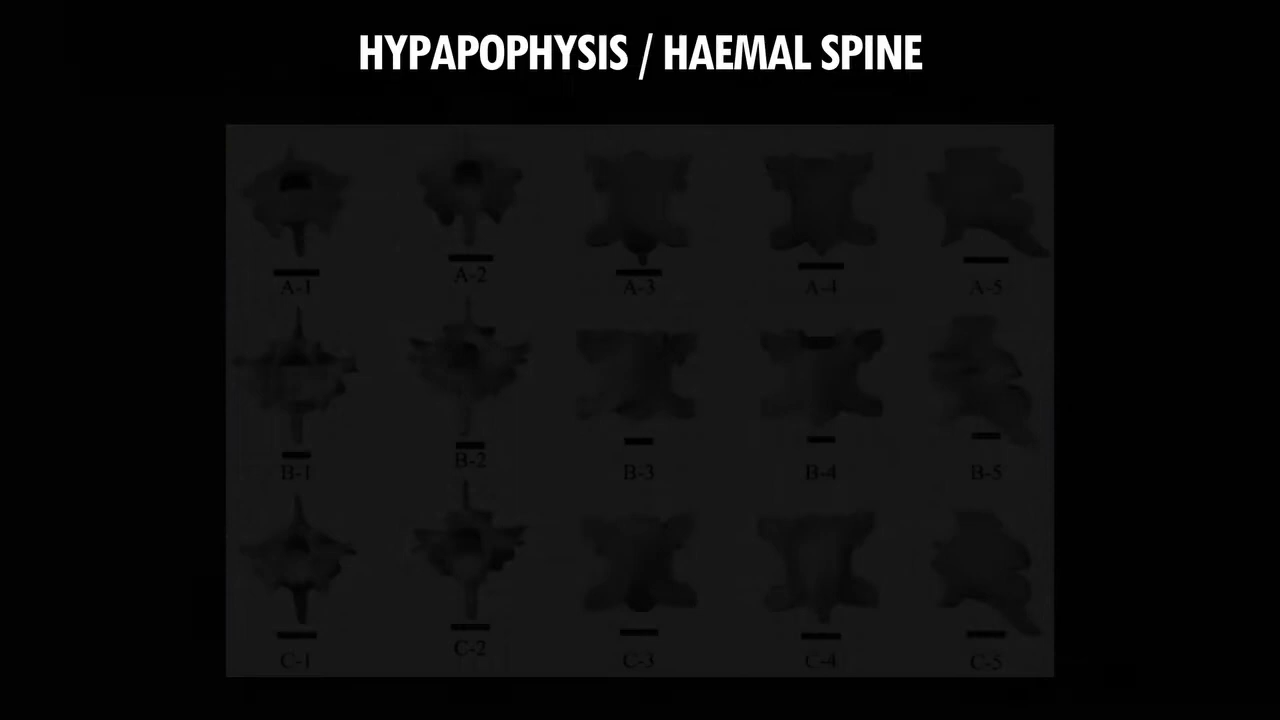 HYPAPOPHYSIS / HAEMAL SPINE
A-1 A-2 A-3 A-4 A-5
B-1 B-2 B-3 B-4 B-5
C-1 C-2 C-3 C-4 C-5